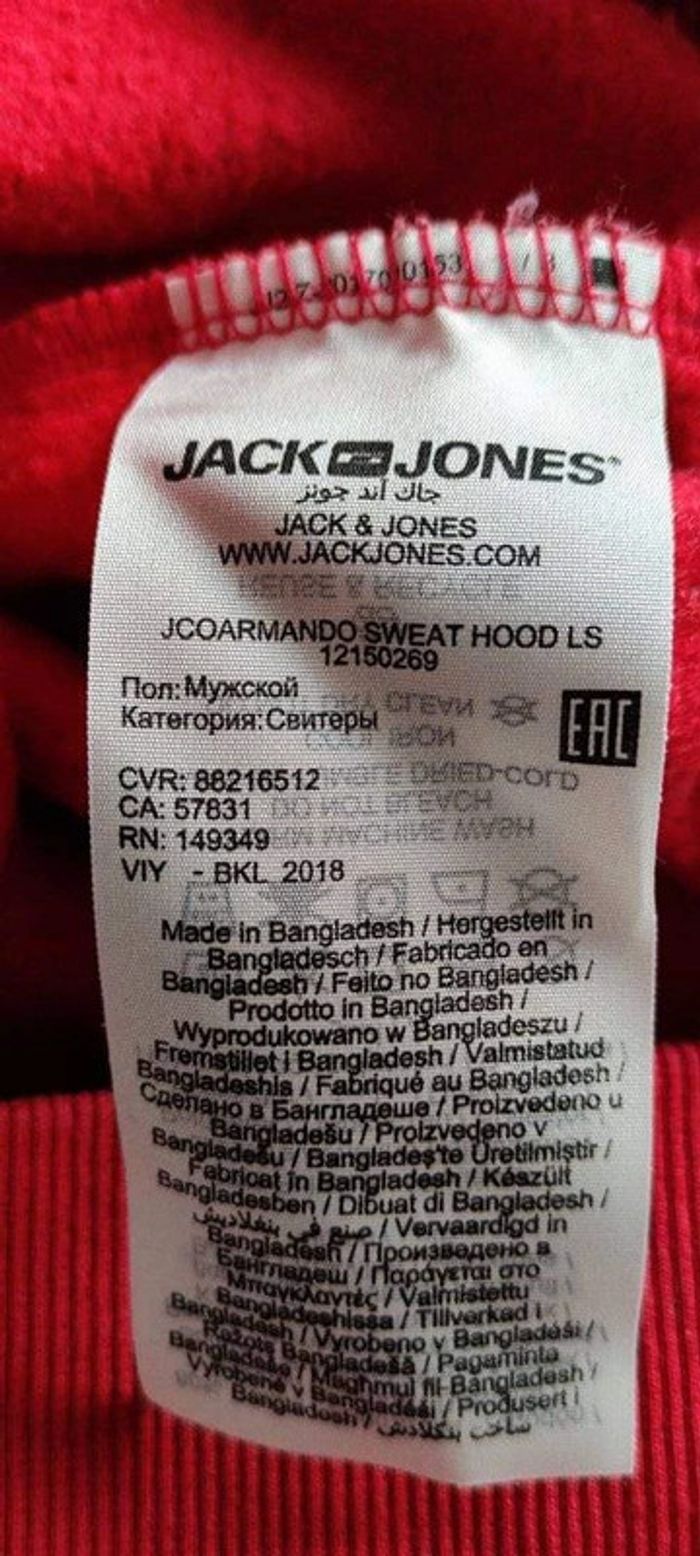 JACK JONES
جاك آند جونز
JACK & JONES
WWW.JACKJONES.COM
JCOARMANDO SWEAT HOOD LS
12150269
Пол:Мужской
Категория:Свитеры
EAC
CVR: 88216512
CA: 57831
RN: 149349
VIY - BKL 2018
Made in Bangladesh / Hergestellt in
Bangladesch / Fabricado en
Bangladesh / Feito no Bangladesh /
Prodotto in Bangladesh /
Wyprodukowano w Bangladeszu /
Fremstillet i Bangladesh / Valmistatud
Bangladeshis / Fabriqué au Bangladesh /
Сделано в Бангладеше / Proizvedeno u
Bangladešu / Proizvedeno v
Bangladešu / Bangladeş'te Üretilmiştir /
Fabricat în Bangladesh / Készült
Bangladesben / Dibuat di Bangladesh /
صنع في بنغلاديش / Vervaardigd in
Bangladesh / Произведено в
Бангладеш / Παράγεται στο
Μπαγκλαντές / Valmistettu
Bangladeshissa / Tillverkad i
Bangladesh / Vyrobeno v Bangladéši /
Ražots Bangladešā / Pagaminta
Bangladeše / Maghmul fil-Bangladesh /
Vyrobené v Bangladéši / Produsert i
Bangladesh / ساخت بنگلادش